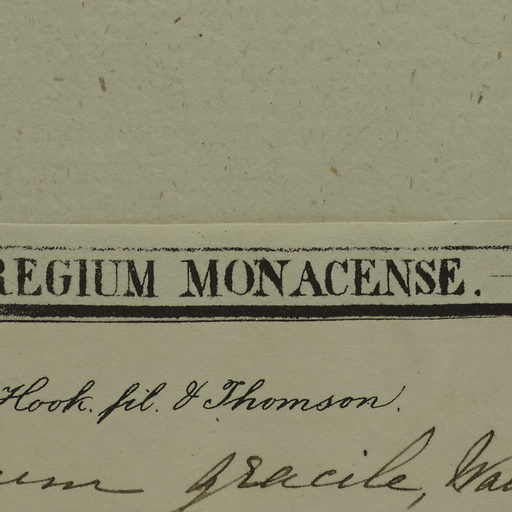 REGIUM MONACENSE.
Hook. fil. & Thomson.
gracile,